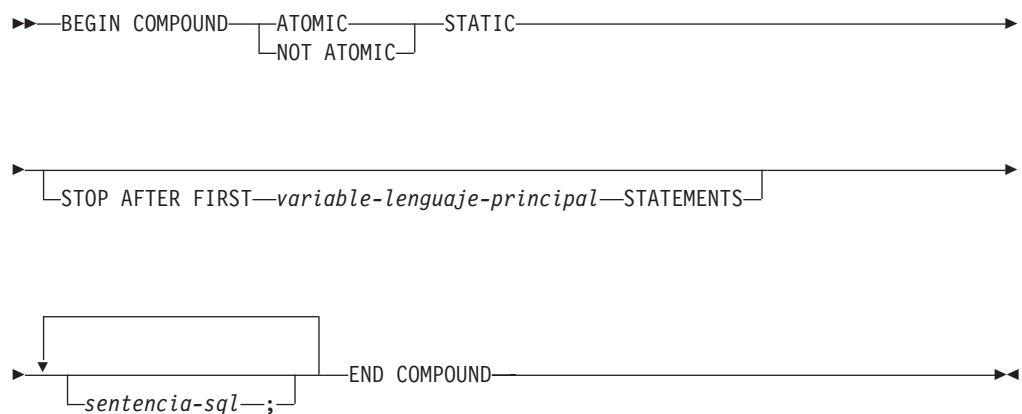 BEGIN COMPOUND ATOMIC STATIC
NOT ATOMIC
STOP AFTER FIRST variable-lenguaje-principal STATEMENTS
END COMPOUND
sentencia-sql ;